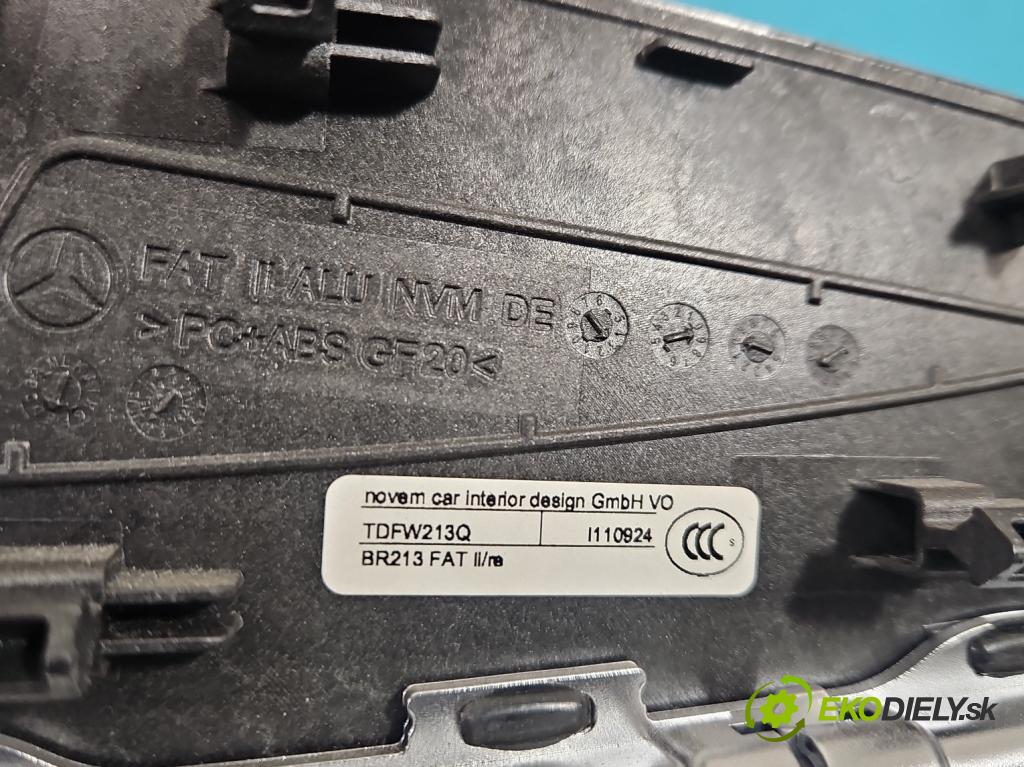 FAT II ALU NVM DE
>PC+ABS GF20<
novem car interior design GmbH VO
TDFW213Q I110924
CCC S
BR213 FAT II/re
EKODIELY.sk